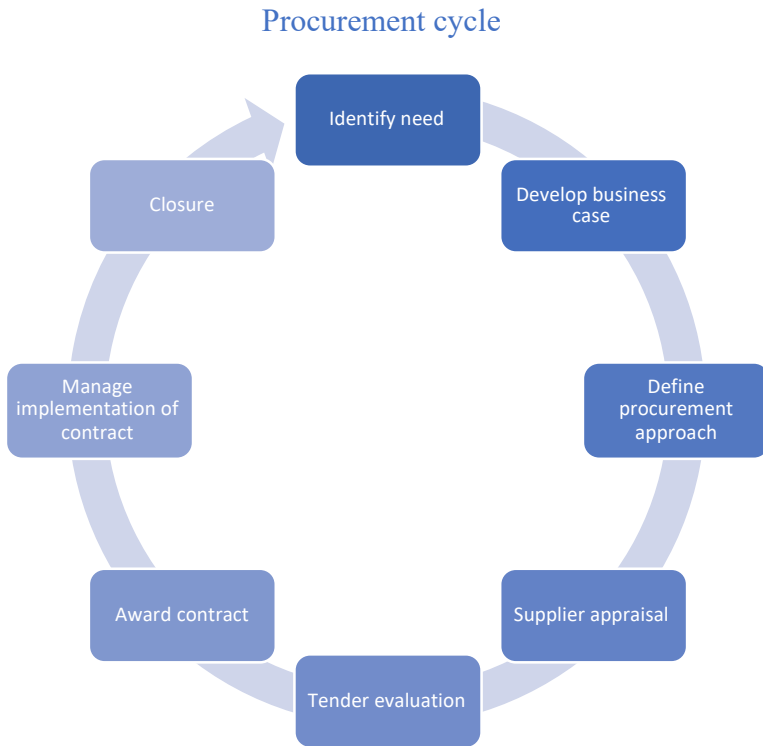 Procurement cycle
Identify need
Develop business
case
Define
procurement
approach
Supplier appraisal
Tender evaluation
Award contract
Manage
implementation of
contract
Closure